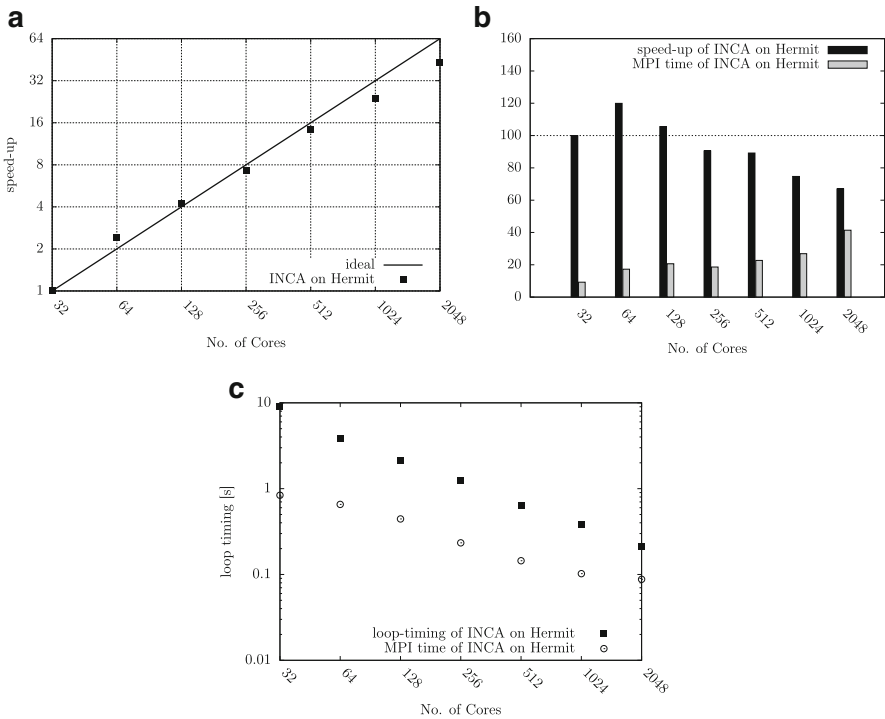 a
64
32
16
8
4
2
1
speed-up
ideal
INCA on Hermit
32
64
128
256
512
1024
2048
No. of Cores
b
160
140
120
100
80
60
40
20
0
speed-up of INCA on Hermit
MPI time of INCA on Hermit
32
64
128
256
512
1024
2048
No. of Cores
c
10
1
0.1
0.01
loop timing [s]
loop-timing of INCA on Hermit
MPI time of INCA on Hermit
32
64
128
256
512
1024
2048
No. of Cores